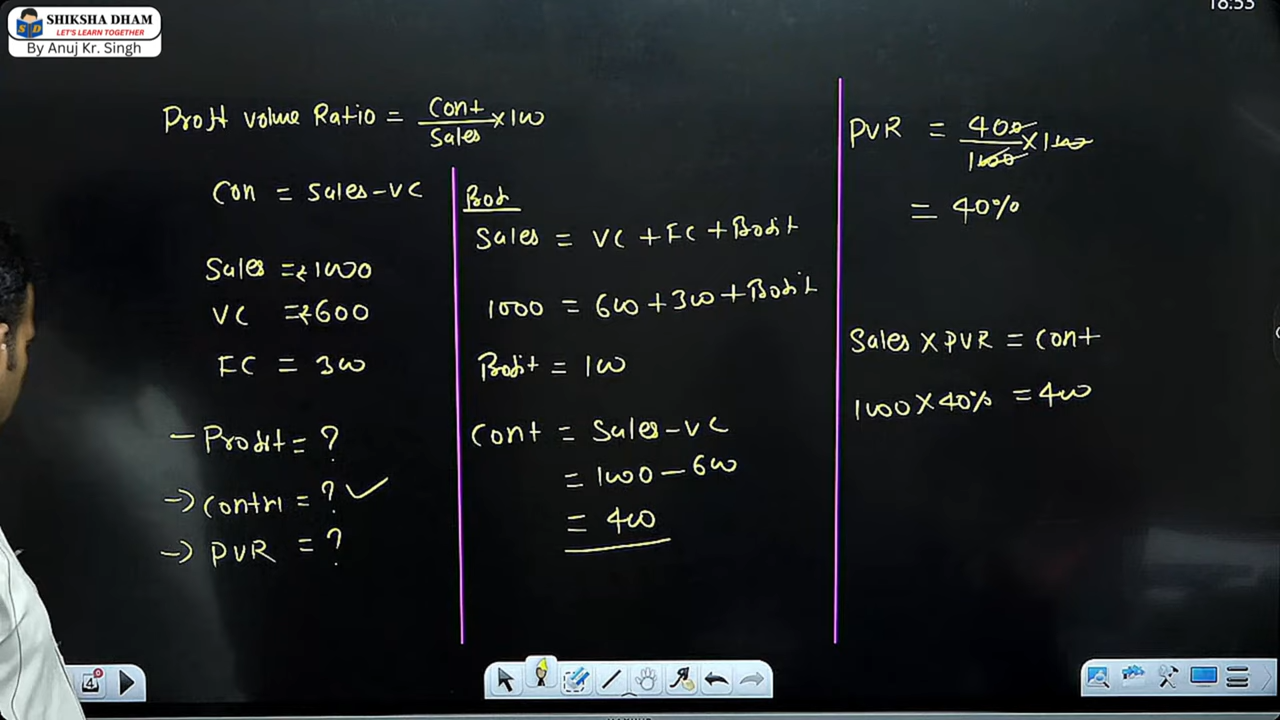 SHIKSHA DHAM
LET'S LEARN TOGETHER
By Anuj Kr. Singh
18:53
Profit volume Ratio = Cont / Sales × 100
Con = Sales - VC
Sales = ₹1000
VC = ₹600
FC = 300
- Profit = ?
→ Contri = ? ✓
→ PVR = ?
Sales = VC + FC + Profit
1000 = 600 + 300 + Profit
Profit = 100
Cont = Sales - VC
= 1000 - 600
= 400
PVR = 400 / 1000 × 100
= 40%
Sales × PVR = Cont
1000 × 40% = 400